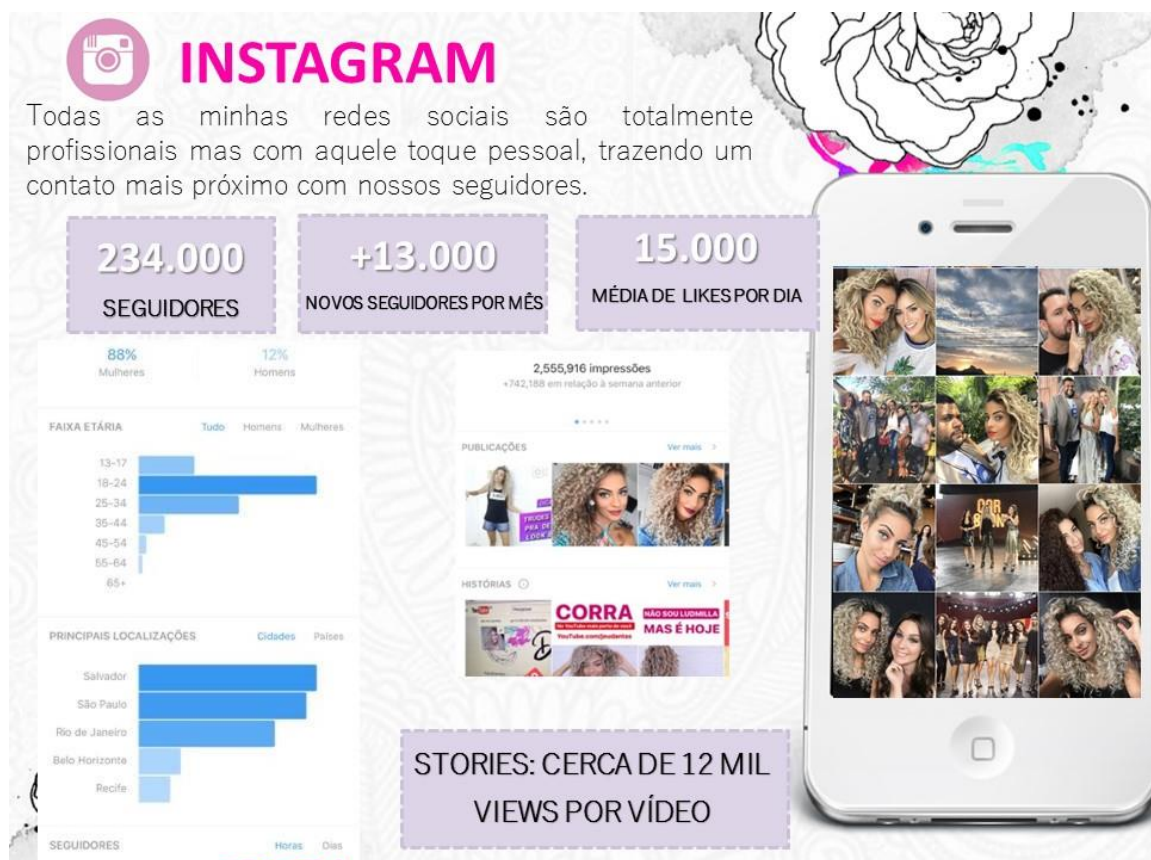 INSTAGRAM
Todas as minhas redes sociais são totalmente
profissionais mas com aquele toque pessoal, trazendo um
contato mais próximo com nossos seguidores.
234.000
SEGUIDORES
+13.000
NOVOS SEGUIDORES POR MÊS
15.000
MÉDIA DE LIKES POR DIA
88%
Mulheres
12%
Homens
FAIXA ETÁRIA Tudo Homens Mulheres
13-17
18-24
25-34
35-44
45-54
55-64
65+
PRINCIPAIS LOCALIZAÇÕES Cidades Países
Salvador
São Paulo
Rio de Janeiro
Belo Horizonte
Recife
SEGUIDORES Horas Dias
2,555,916 impressões
+742,188 em relação à semana anterior
PUBLICAÇÕES Ver mais
PRA DE
LOOK
HISTÓRIAS Ver mais
CORRA
YouTube.com/
NÃO SOU LUDMILLA
MAS É HOJE
STORIES: CERCA DE 12 MIL
VIEWS POR VÍDEO